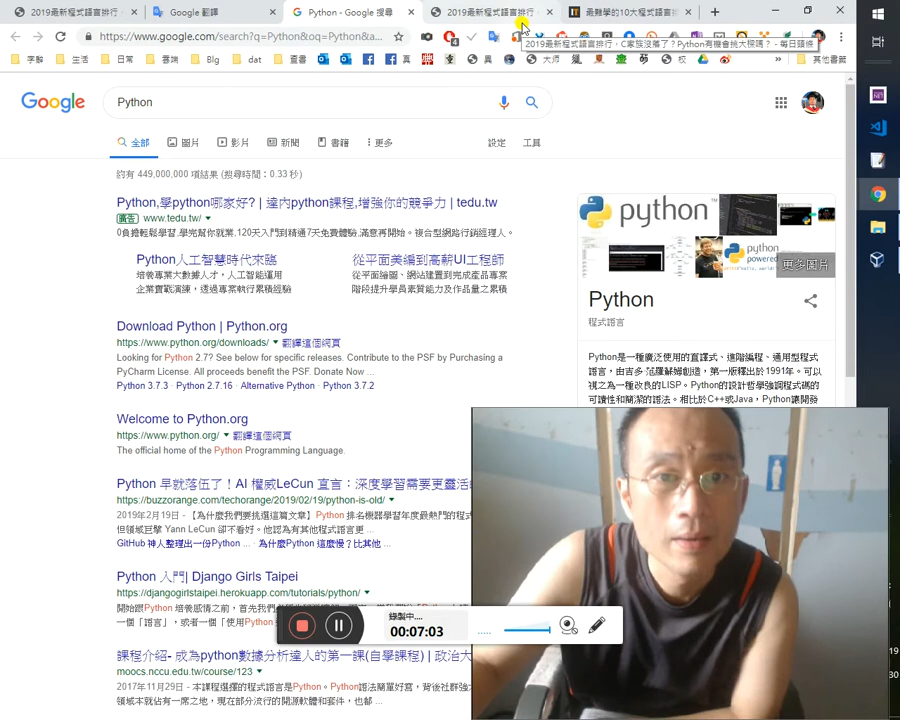 2019最新程式語言排行
Google 翻譯
Python - Google 搜尋
2019最新程式語言排行
最難學的10大程式語言排
https://www.google.com/search?q=Python&oq=Python&a...
4
2019最新程式語言排行，C家族沒落了？Python有機會挑大樑嗎？ - 每日頭條
字驗
生活
日常
雲端
Blog
dat
圖書
真
異
大币
萌
校
»
其他書籤
Google
Python
全部
圖片
影片
新聞
書籍
更多
設定
工具
約有 449,000,000 項結果 (搜尋時間：0.33 秒)
Python,學python哪家好? | 達內python課程,增強你的競爭力 | tedu.tw
廣告 www.tedu.tw/
0負擔輕鬆學習,學完幫你就業,120天入門到精通7天免費體驗,滿意再開始。複合型網路行銷經理人。
Python人工智慧時代來臨
培養專業大數據人才，人工智能運用
企業實戰演練，透過專案執行累積經驗
從平面美編到高薪UI工程師
從平面繪圖、網站建置到完成產品專案
階段提升學員素質能力及作品量之累積
Download Python | Python.org
https://www.python.org/downloads/ 翻譯這個網頁
Looking for Python 2.7? See below for specific releases. Contribute to the PSF by Purchasing a
PyCharm License. All proceeds benefit the PSF. Donate Now ...
Python 3.7.3 · Python 2.7.16 · Alternative Python · Python 3.7.2
Welcome to Python.org
https://www.python.org/ 翻譯這個網頁
The official home of the Python Programming Language.
Python 早就落伍了！AI 權威LeCun 直言：深度學習需要更靈活
https://buzzorange.com/techorange/2019/02/19/python-is-old/
2019年2月19日 - 【為什麼我們要挑選這篇文章】Python 排名機器學習年度最熱門的程式
但領域巨擘 Yann LeCun 卻不看好。他認為有其他程式語言更 ...
GitHub 神人整理出一份Python ... · 為什麼Python 這麼慢？比其他 ...
Python 入門| Django Girls Taipei
https://djangogirlstaipei.herokuapp.com/tutorials/python/
開始跟Python 培養感情之前，首先我們
一個「語言」，或者一個「使用Python
課程介紹- 成為python數據分析達人的第一課(自學課程) | 政治大
moocs.nccu.edu.tw/course/123
2017年11月29日 - 本課程選擇的程式語言是Python。Python語法簡單好寫，背後社群強大
領域本就佔有一席之地，現在部分流行的開源軟體和套件，也都 ...
python™
python
powered
更多圖片
Python
程式語言
Python是一種廣泛使用的直譯式、進階編程、通用型程式
語言，由吉多·范羅蘇姆創造，第一版釋出於1991年。可以
視之為一種改良的LISP。Python的設計哲學強調程式碼的
可讀性和簡潔的語法。相比於C++或Java，Python讓開發
錄製中....
00:07:03
.....
19
30